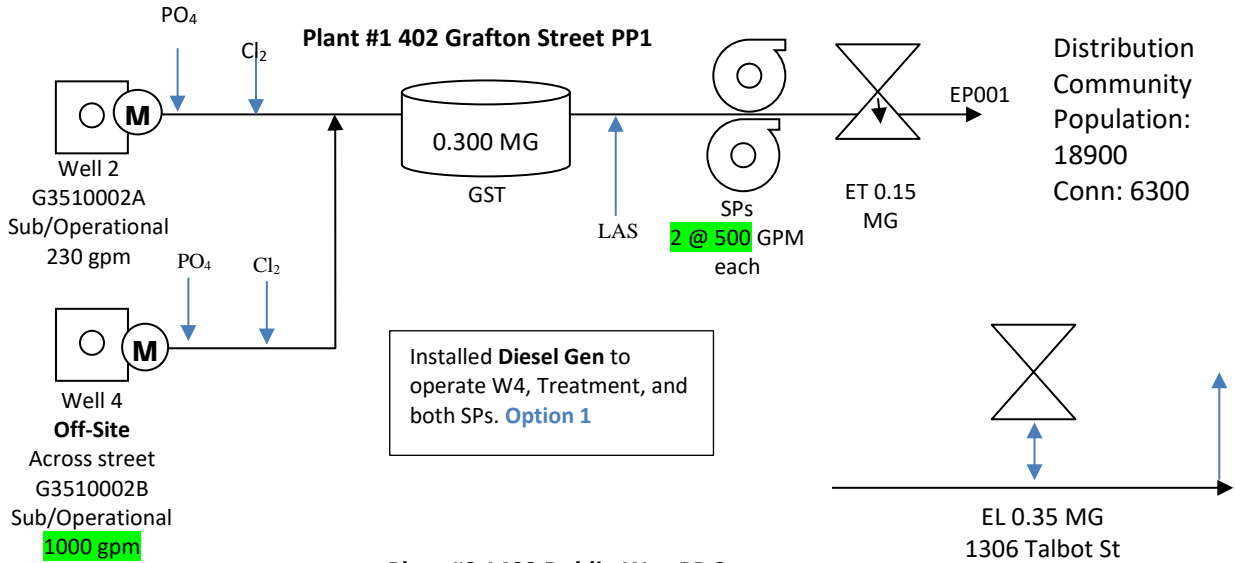 PO₄
Cl₂
Plant #1 402 Grafton Street PP1
M
Well 2
G3510002A
Sub/Operational
230 gpm
0.300 MG
GST
LAS
SPs
2 @ 500 GPM
each
ET 0.15
MG
EP001
Distribution
Community
Population:
18900
Conn: 6300
PO₄
Cl₂
M
Well 4
Off-Site
Across street
G3510002B
Sub/Operational
1000 gpm
Installed Diesel Gen to
operate W4, Treatment, and
both SPs. Option 1
EL 0.35 MG
1306 Talbot St